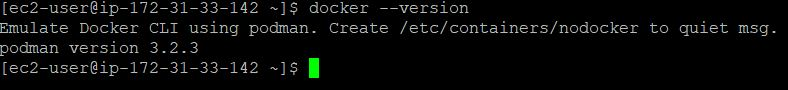 [ec2-user@ip-172-31-33-142 ~]$ docker --version
Emulate Docker CLI using podman. Create /etc/containers/nodocker to quiet msg.
podman version 3.2.3
[ec2-user@ip-172-31-33-142 ~]$